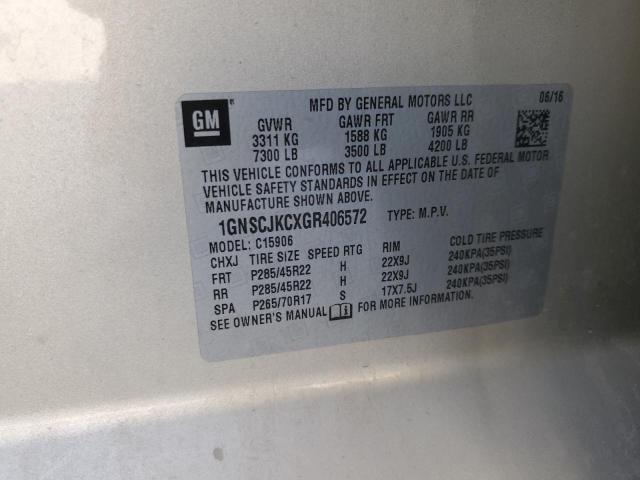 MFD BY GENERAL MOTORS LLC 06/16
GM
GVWR GAWR FRT GAWR RR
3311 KG 1588 KG 1905 KG
7300 LB 3500 LB 4200 LB
THIS VEHICLE CONFORMS TO ALL APPLICABLE U.S. FEDERAL MOTOR
VEHICLE SAFETY STANDARDS IN EFFECT ON THE DATE OF
MANUFACTURE SHOWN ABOVE.
1GNSCJKCXGR406572 TYPE: M.P.V.
MODEL: C15906
CHXJ TIRE SIZE SPEED RTG RIM COLD TIRE PRESSURE
FRT P285/45R22 H 22X9J 240KPA(35PSI)
RR P285/45R22 H 22X9J 240KPA(35PSI)
SPA P265/70R17 S 17X7.5J 240KPA(35PSI)
SEE OWNER'S MANUAL FOR MORE INFORMATION.